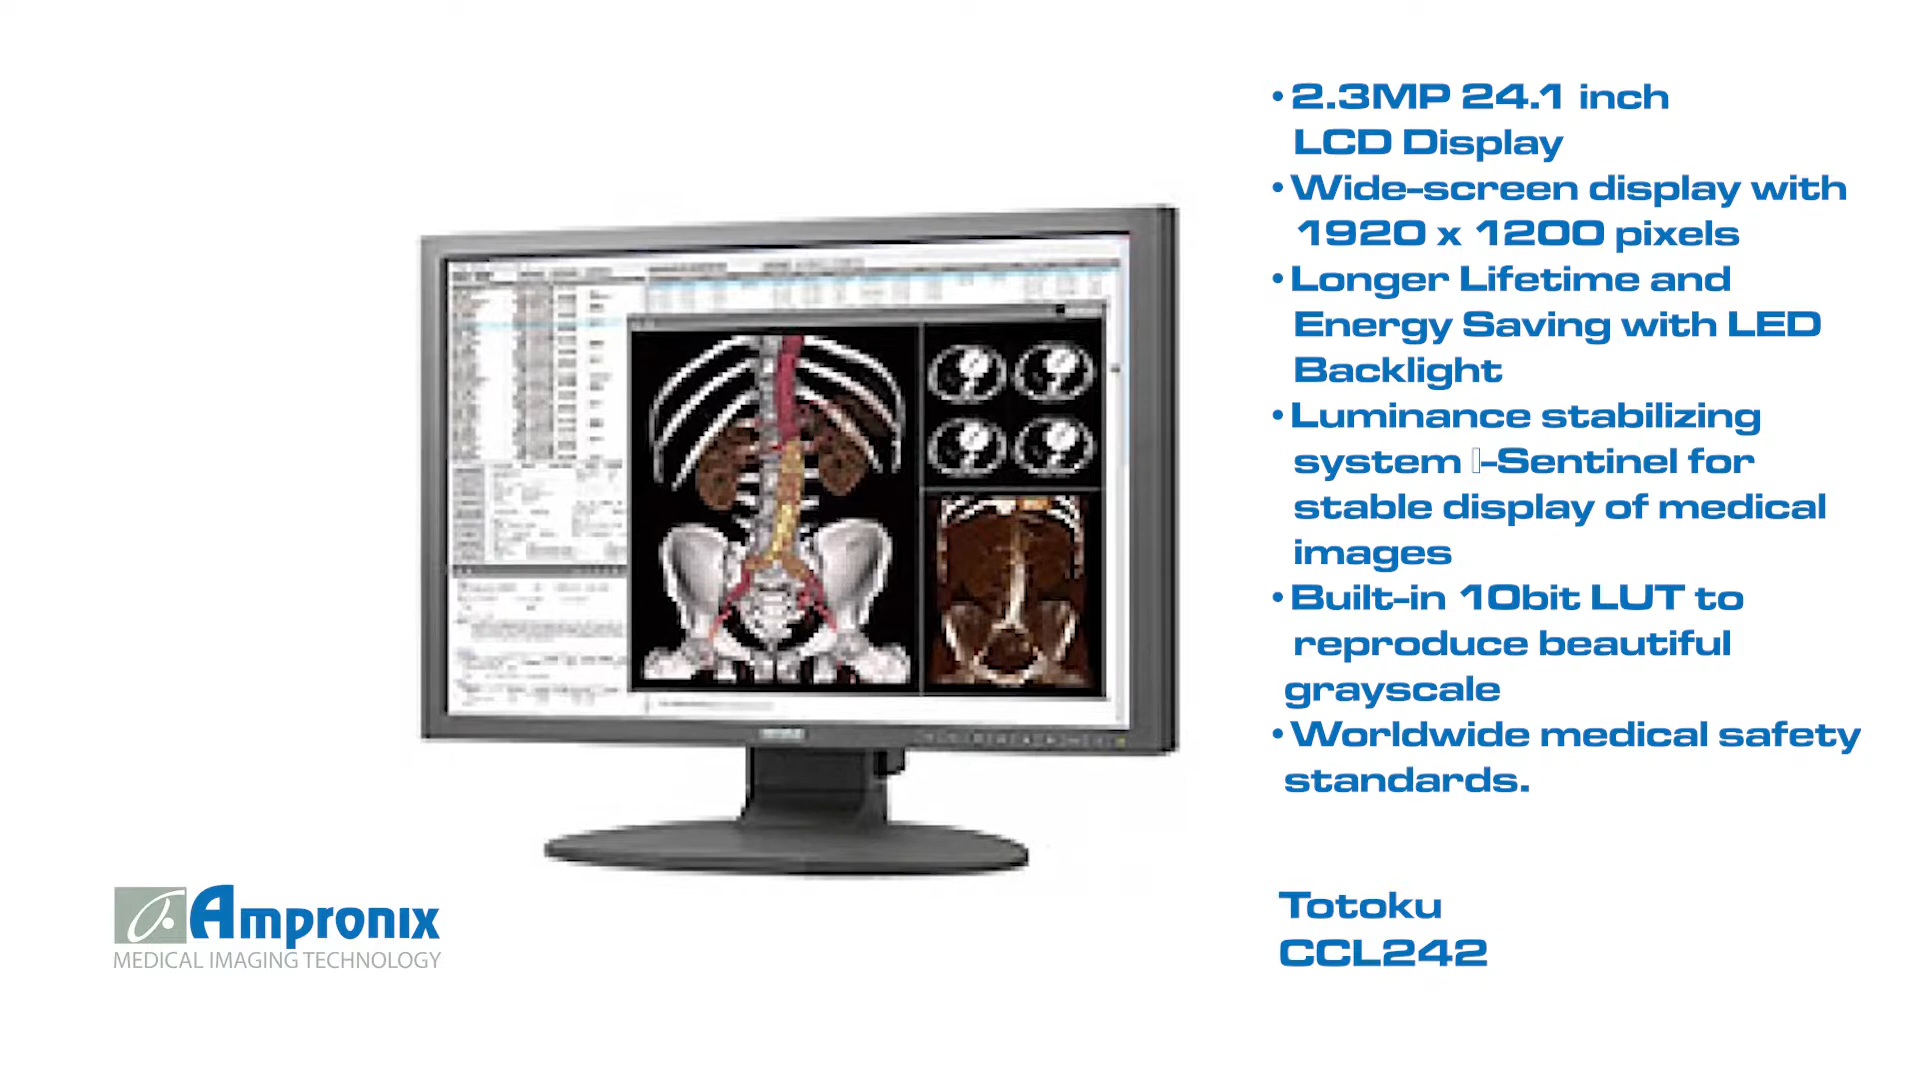 •2.3MP 24.1 inch
LCD Display
•Wide-screen display with
1920 x 1200 pixels
•Longer Lifetime and
Energy Saving with LED
Backlight
•Luminance stabilizing
system -Sentinel for
stable display of medical
images
•Built-in 10bit LUT to
reproduce beautiful
grayscale
•Worldwide medical safety
standards.
Totoku
CCL242
Ampronix
MEDICAL IMAGING TECHNOLOGY